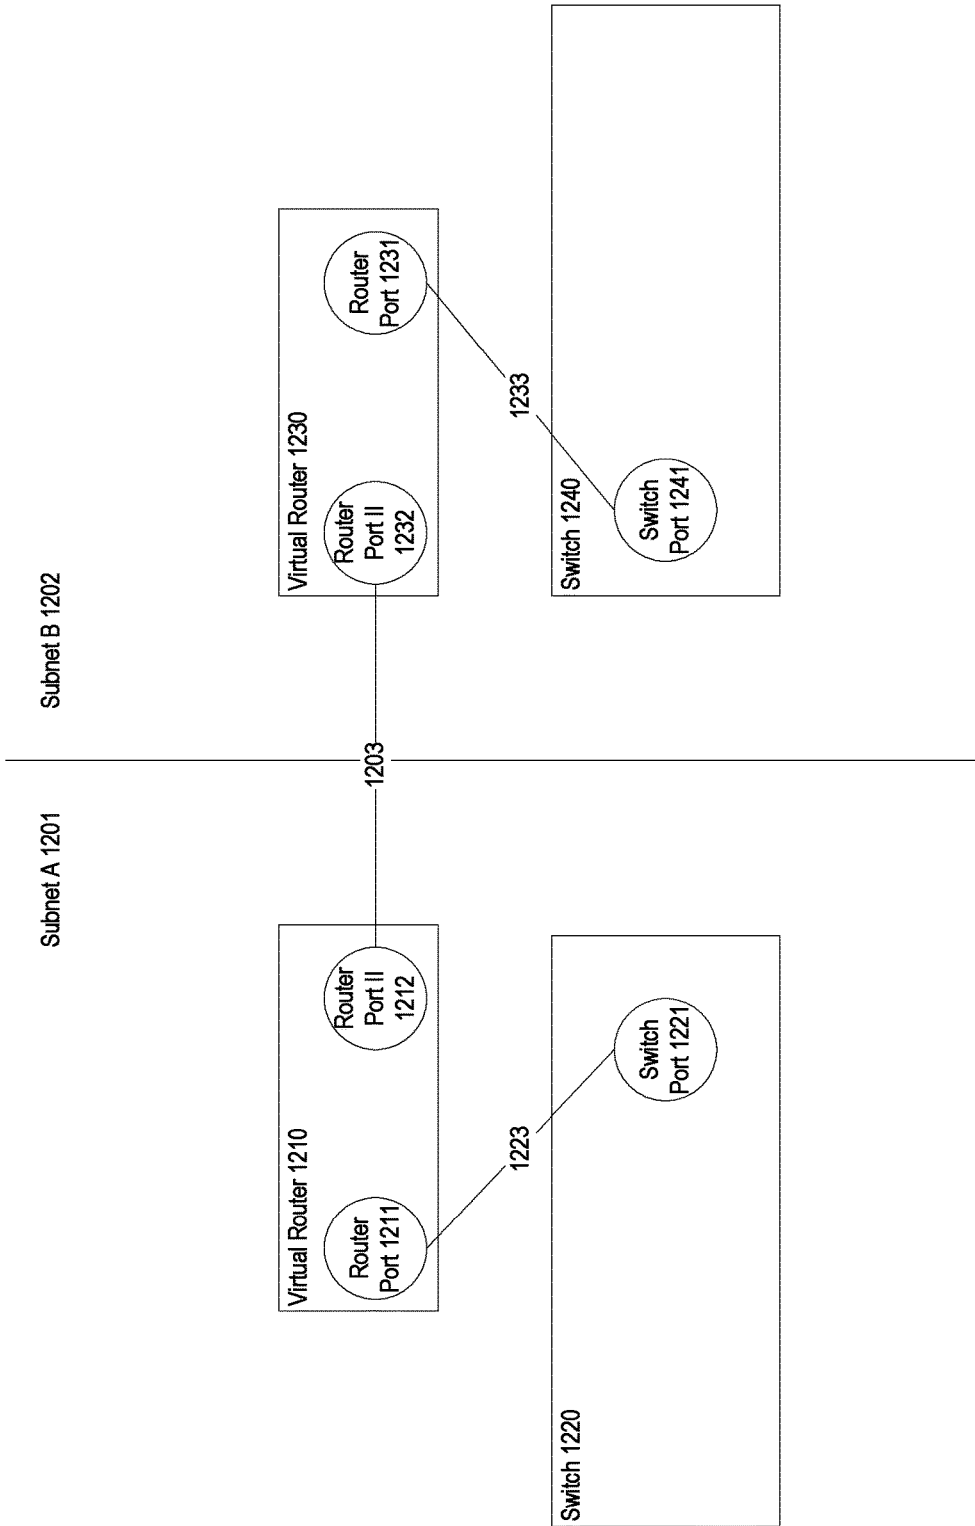 Subnet A 1201
Subnet B 1202
Virtual Router 1210
Router
Port 1211
Router
Port II
1212
1203
Virtual Router 1230
Router
Port II
1232
Router
Port 1231
1223
1233
Switch 1220
Switch
Port 1221
Switch 1240
Switch
Port 1241